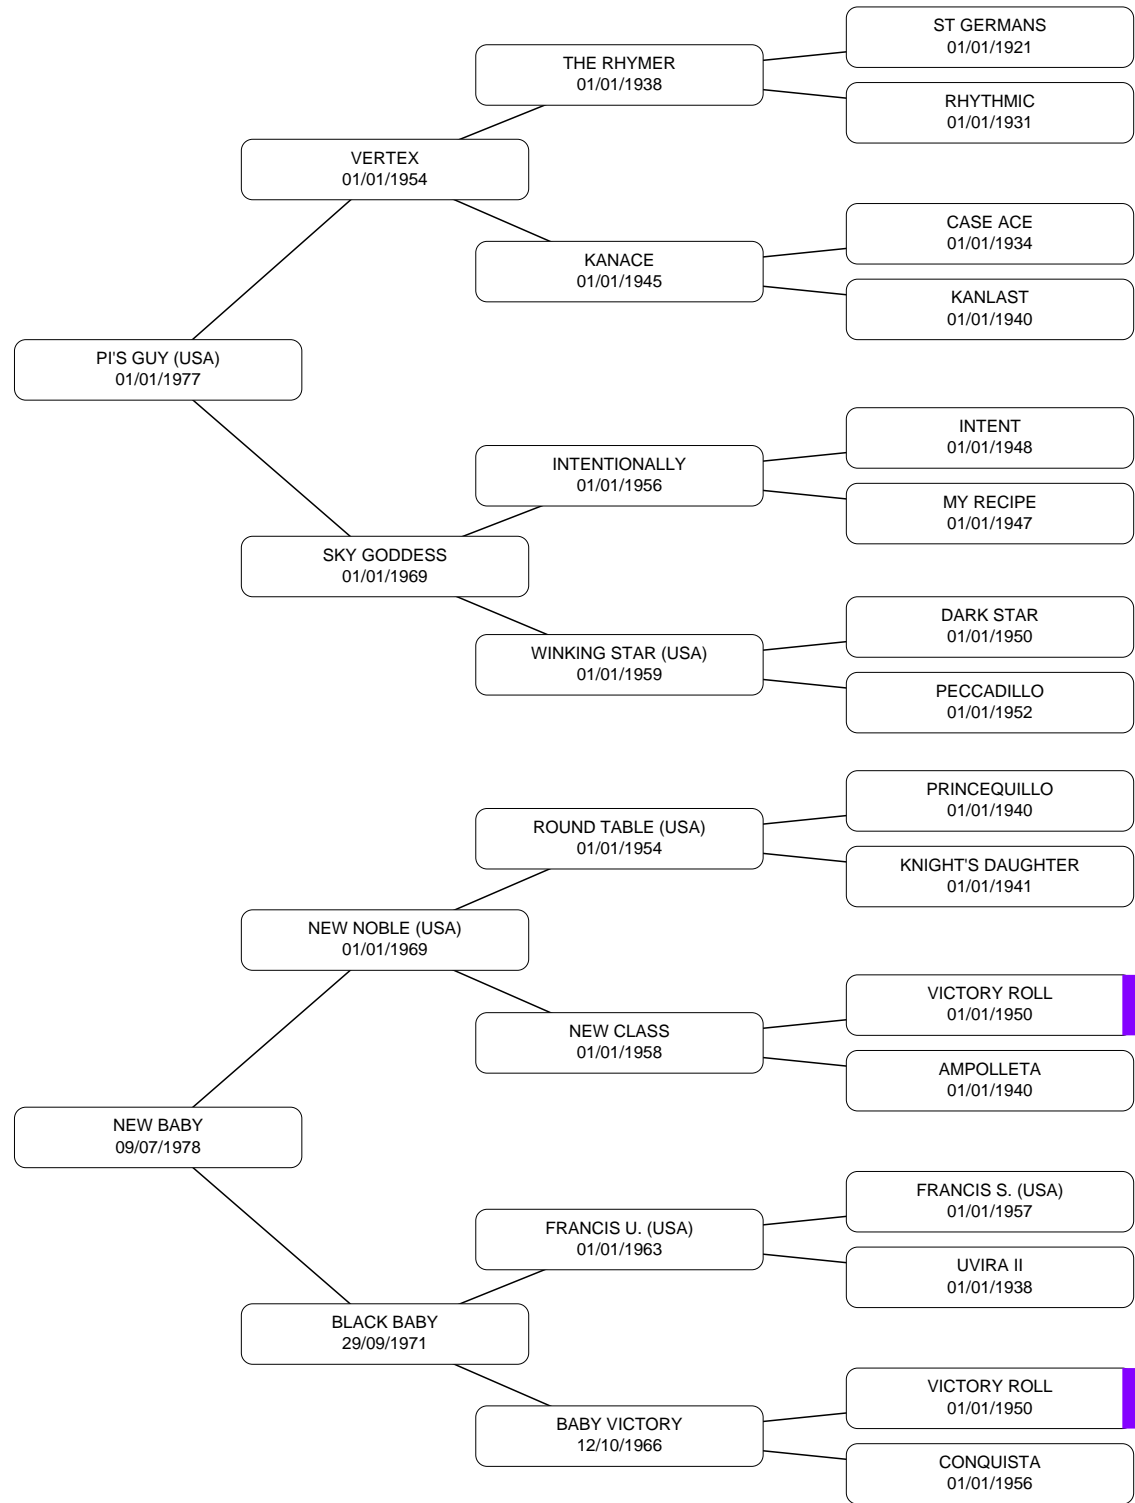 ST GERMANS
01/01/1921
THE RHYMER
01/01/1938
RHYTHMIC
01/01/1931
VERTEX
01/01/1954
CASE ACE
01/01/1934
KANACE
01/01/1945
KANLAST
01/01/1940
PI'S GUY (USA)
01/01/1977
INTENT
01/01/1948
INTENTIONALLY
01/01/1956
MY RECIPE
01/01/1947
SKY GODDESS
01/01/1969
DARK STAR
01/01/1950
WINKING STAR (USA)
01/01/1959
PECCADILLO
01/01/1952
PRINCEQUILLO
01/01/1940
ROUND TABLE (USA)
01/01/1954
KNIGHT'S DAUGHTER
01/01/1941
NEW NOBLE (USA)
01/01/1969
VICTORY ROLL
01/01/1950
NEW CLASS
01/01/1958
AMPOLLETA
01/01/1940
NEW BABY
09/07/1978
FRANCIS S. (USA)
01/01/1957
FRANCIS U. (USA)
01/01/1963
UVIRA II
01/01/1938
BLACK BABY
29/09/1971
VICTORY ROLL
01/01/1950
BABY VICTORY
12/10/1966
CONQUISTA
01/01/1956